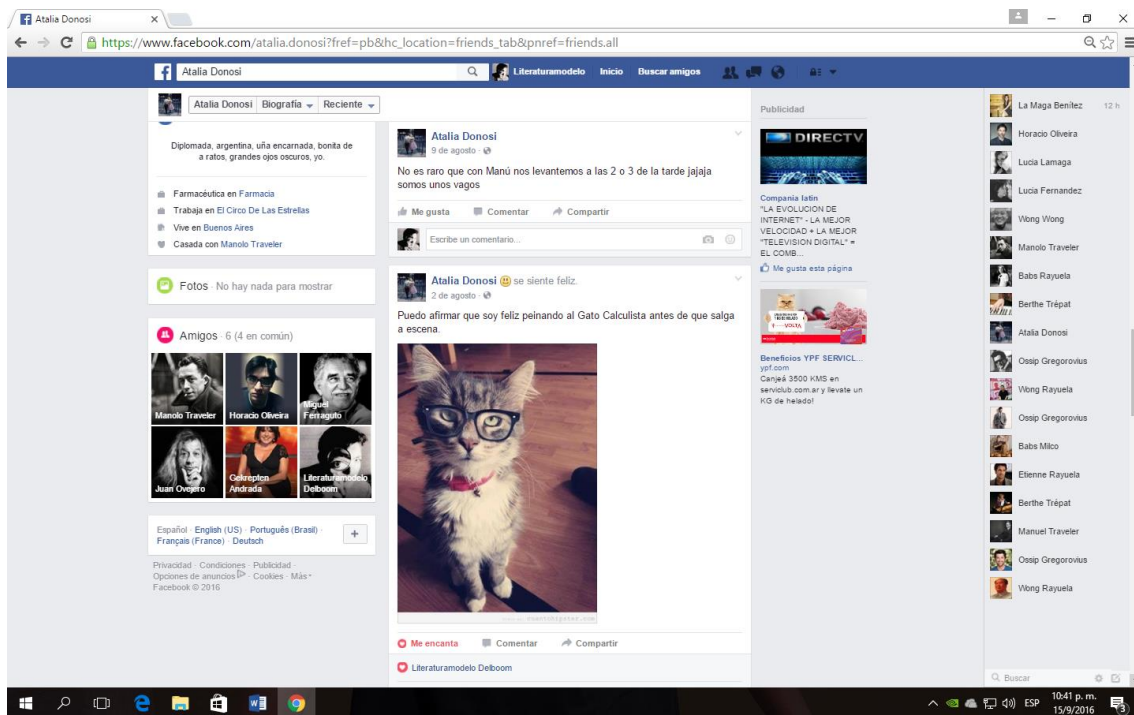 Atalia Donosi
https://www.facebook.com/atalia.donosi?fref=pb&hc_location=friends_tab&pnref=friends.all
Atalia Donosi
Literaturamodelo Inicio Buscar amigos
Atalia Donosi Biografía Reciente
Diplomada, argentina, uña encarnada, bonita de
a ratos, grandes ojos oscuros, yo.
Farmacéutica en Farmacia
Trabaja en El Circo De Las Estrellas
Vive en Buenos Aires
Casada con Manolo Traveler
Fotos · No hay nada para mostrar
Amigos · 6 (4 en común)
Manolo Traveler
Horacio Oliveira
Miguel
Ferraguto
Juan Ovejero
Gekrepten
Andrada
Literaturamodelo
Delboom
Español · English (US) · Português (Brasil) ·
Français (France) · Deutsch
+
Privacidad · Condiciones · Publicidad ·
Opciones de anuncios · Cookies · Más
Facebook © 2016
Atalia Donosi
9 de agosto ·
No es raro que con Manú nos levantemos a las 2 o 3 de la tarde jajaja
somos unos vagos
Me gusta Comentar Compartir
Escribe un comentario...
Atalia Donosi se siente feliz.
2 de agosto ·
Puedo afirmar que soy feliz peinando al Gato Calculista antes de que salga
a escena.
Me encanta Comentar Compartir
Literaturamodelo Delboom
Publicidad
DIRECTV
Compania latin
"LA EVOLUCION DE
INTERNET" - LA MEJOR
VELOCIDAD + LA MEJOR
"TELEVISION DIGITAL" =
EL COMB...
Me gusta esta página
VOLTA
Beneficios YPF SERVICL...
ypf.com
Canjeá 3500 KMS en
serviclub.com.ar y llevate un
KG de helado!
La Maga Benítez 12 h
Horacio Oliveira
Lucia Lamaga
Lucia Fernandez
Wong Wong
Manolo Traveler
Babs Rayuela
Berthe Trépat
Atalia Donosi
Ossip Gregorovius
Wong Rayuela
Ossip Gregorovius
Babs Milco
Etienne Rayuela
Berthe Trépat
Manuel Traveler
Ossip Gregorovius
Wong Rayuela
Buscar
ESP
10:41 p. m.
15/9/2016
3